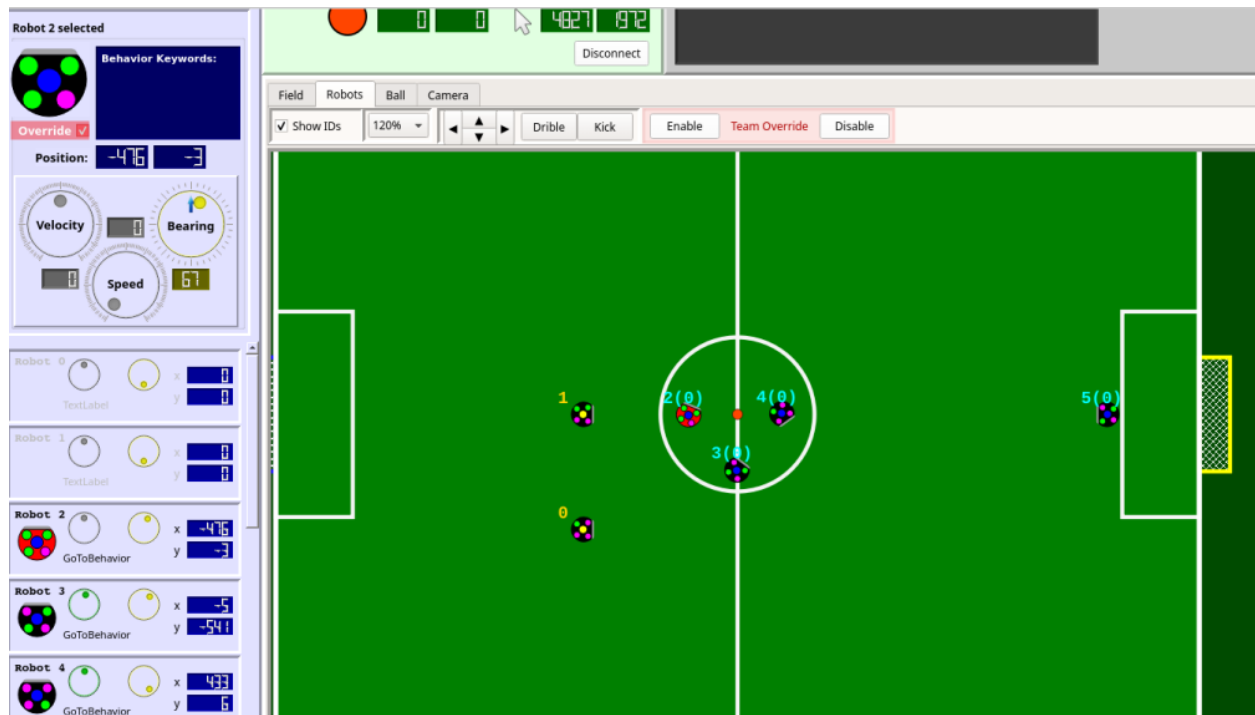 Robot 2 selected
Behavior Keywords:
Override
Position: -476 -3
Velocity
0
Bearing
0
Speed
67
Robot 0
x 0
y 0
TextLabel
Robot 1
x 0
y 0
TextLabel
Robot 2
x -476
y -3
GoToBehavior
Robot 3
x -5
y -541
GoToBehavior
Robot 4
x 433
y 6
GoToBehavior
0 0 4827 1972
Disconnect
Field Robots Ball Camera
Show IDs 120% Drible Kick Enable Team Override Disable
1 2(0) 4(0) 5(0)
3(0)
0